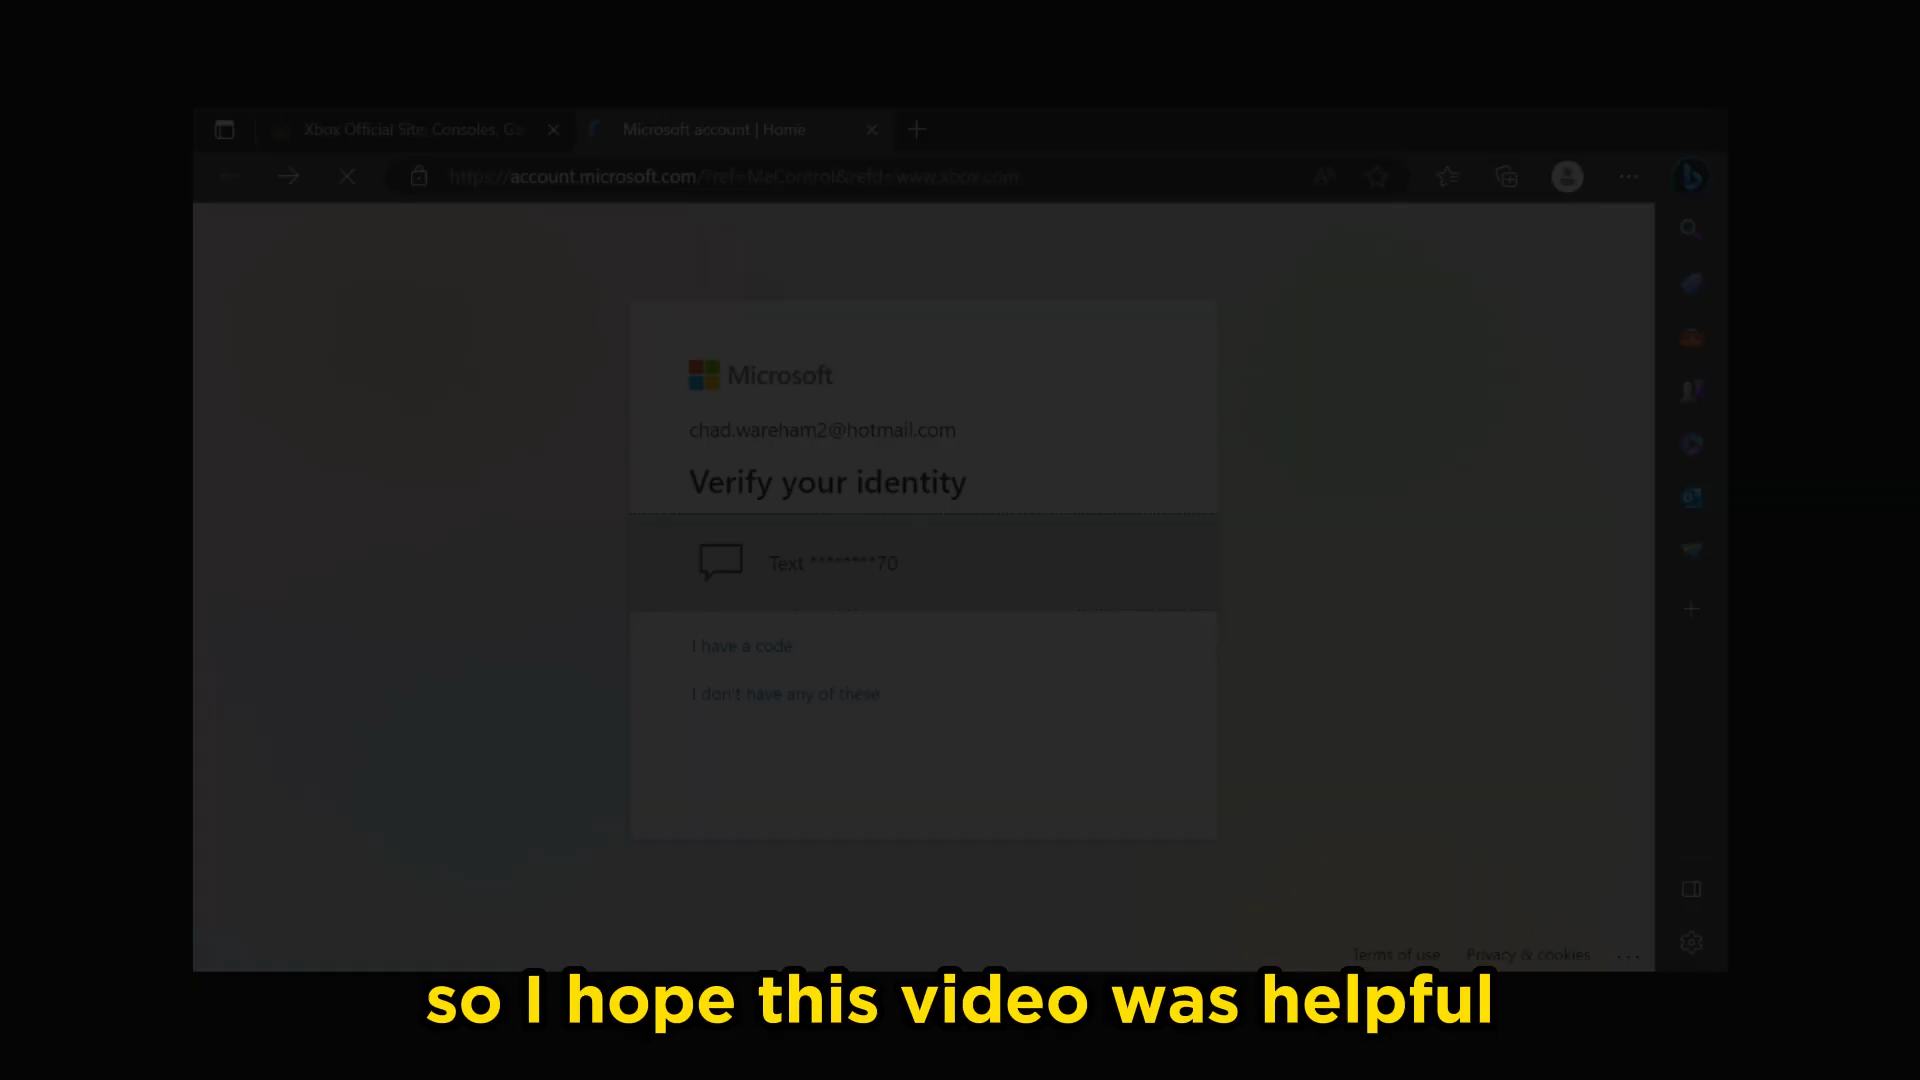 Xbox Official Site: Consoles, Ga
Microsoft account | Home
https://account.microsoft.com/?ref=MeControl&refd=www.xbox.com
Microsoft
chad.wareham2@hotmail.com
Verify your identity
Text ********70
I have a code
I don't have any of these
Terms of use
Privacy & cookies
so I hope this video was helpful